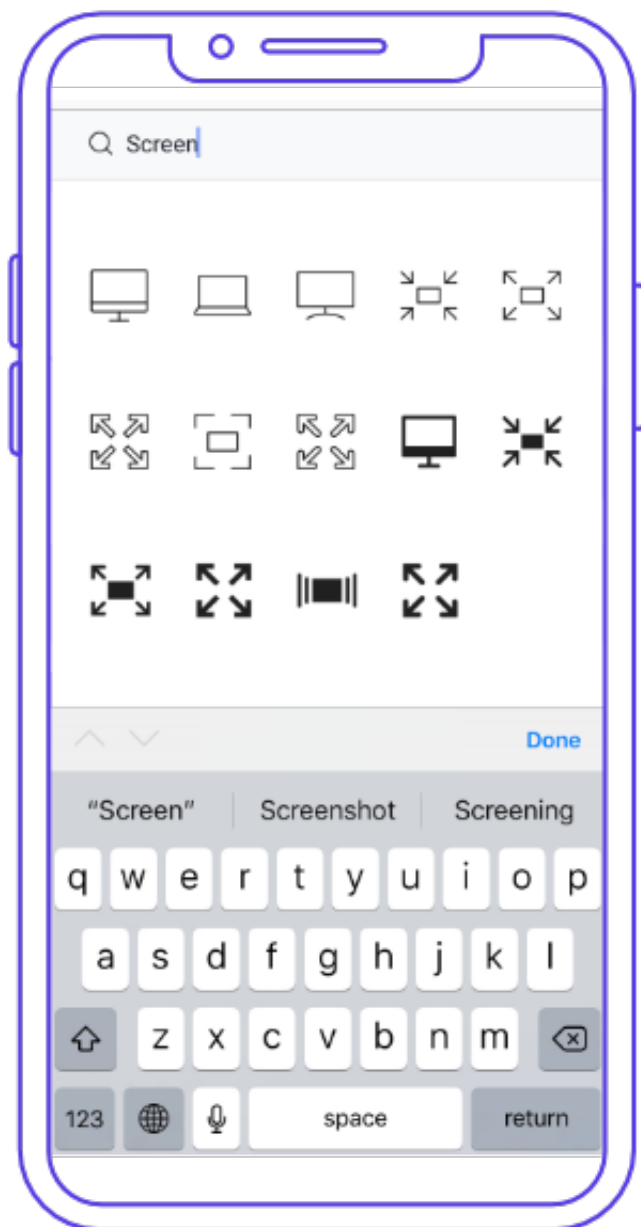 Screen
Done
“Screen” Screenshot Screening
q w e r t y u i o p
a s d f g h j k l
z x c v b n m
123 space return